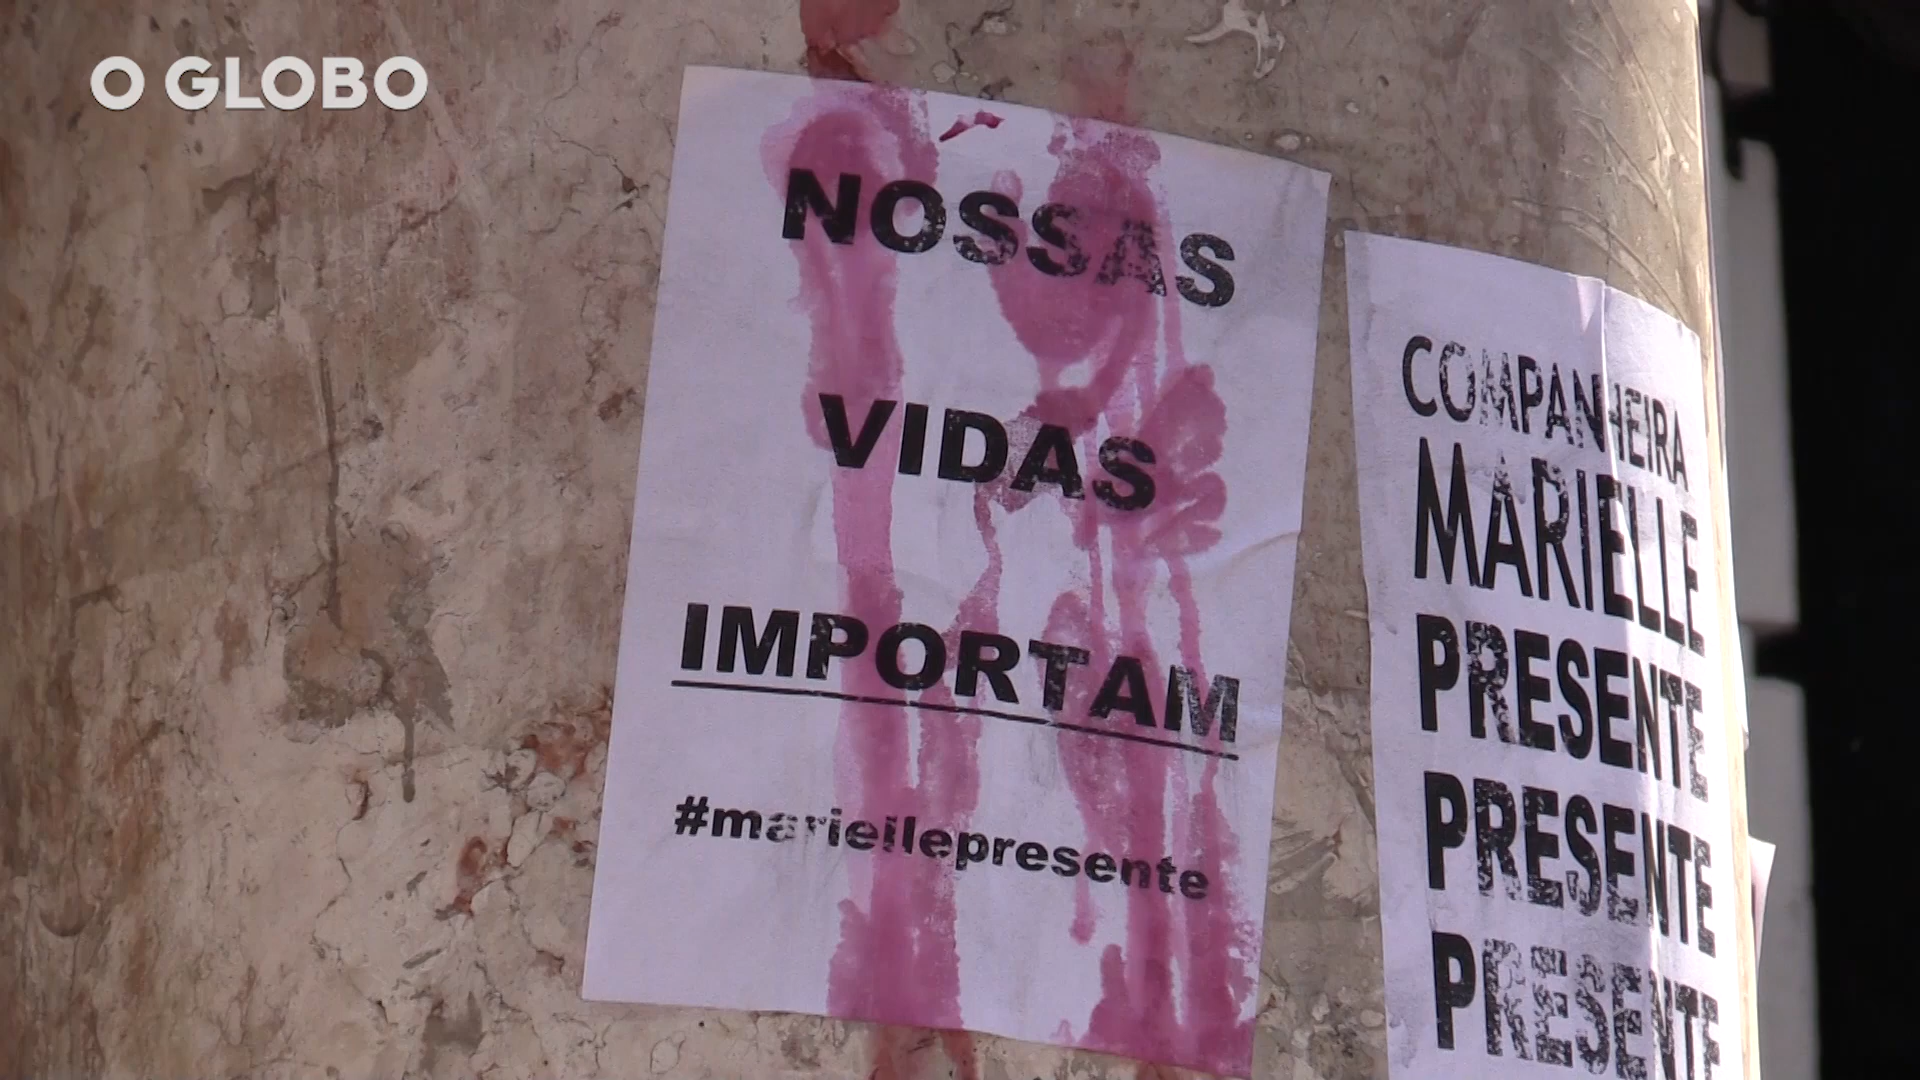 O GLOBO
NOSSAS
VIDAS
IMPORTAM
#mariellepresente
COMPANHEIRA
MARIELLE
PRESENTE
PRESENTE
PRESENTE